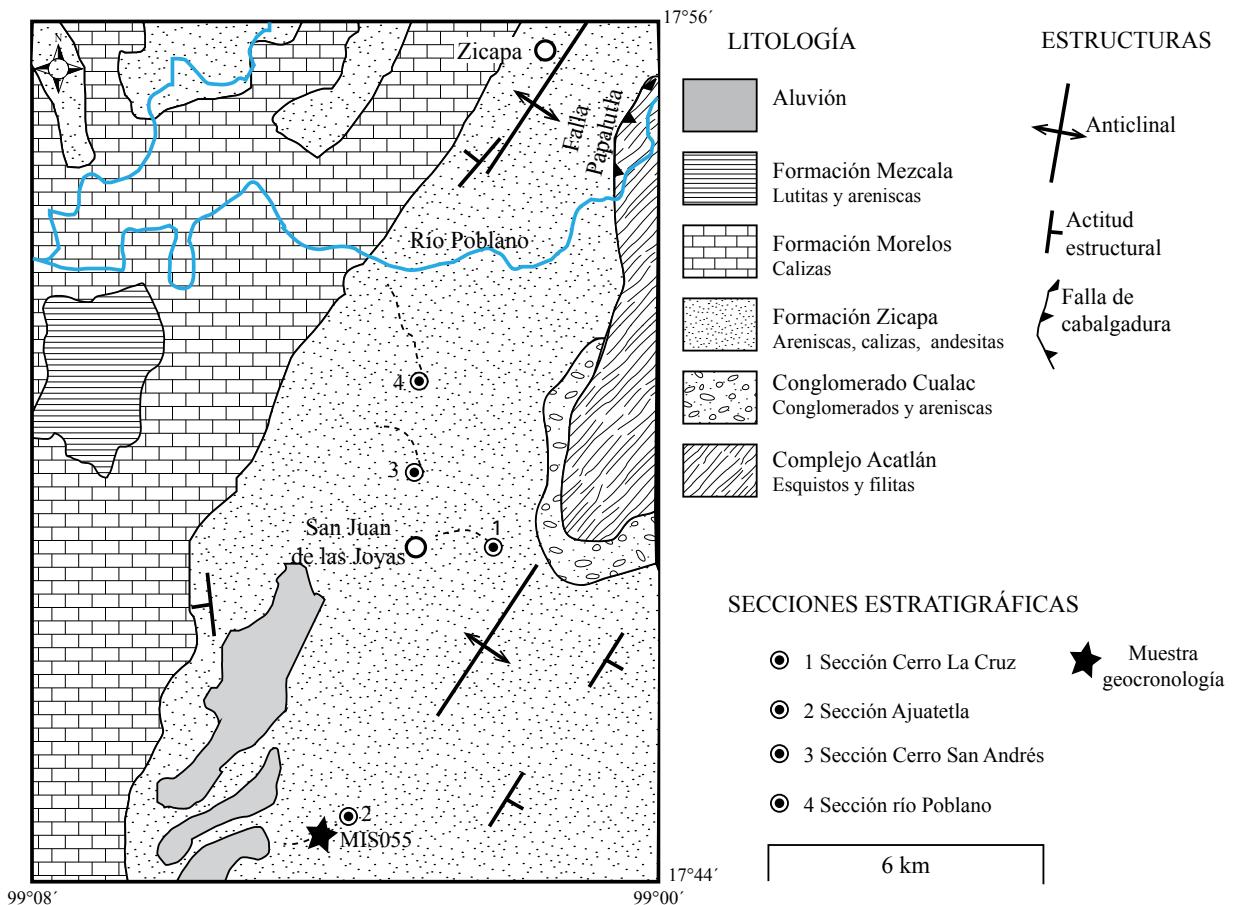 17°56´
N
Zicapa
Falla
Papalutla
Río Poblano
4
3
San Juan
de las Joyas
1
2
MIS055
17°44´
99°08´
99°00´
LITOLOGÍA
Aluvión
Formación Mezcala
Lutitas y areniscas
Formación Morelos
Calizas
Formación Zicapa
Areniscas, calizas, andesitas
Conglomerado Cualac
Conglomerados y areniscas
Complejo Acatlán
Esquistos y filitas
ESTRUCTURAS
Anticlinal
Actitud
estructural
Falla de
cabalgadura
SECCIONES ESTRATIGRÁFICAS
1 Sección Cerro La Cruz
2 Sección Ajuatetla
3 Sección Cerro San Andrés
4 Sección río Poblano
Muestra
geocronología
6 km